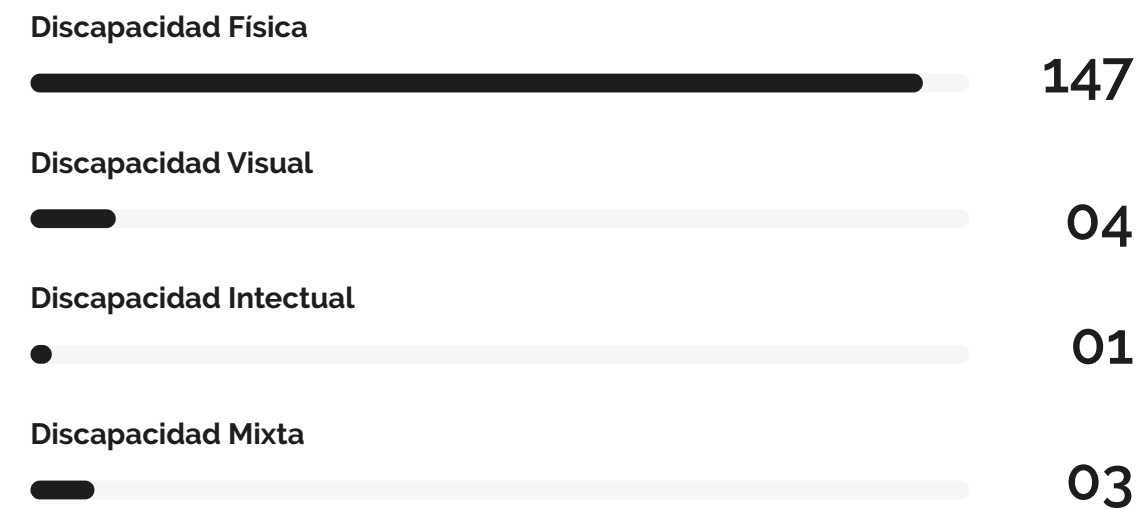 Discapacidad Física
147
Discapacidad Visual
04
Discapacidad Intectual
01
Discapacidad Mixta
03